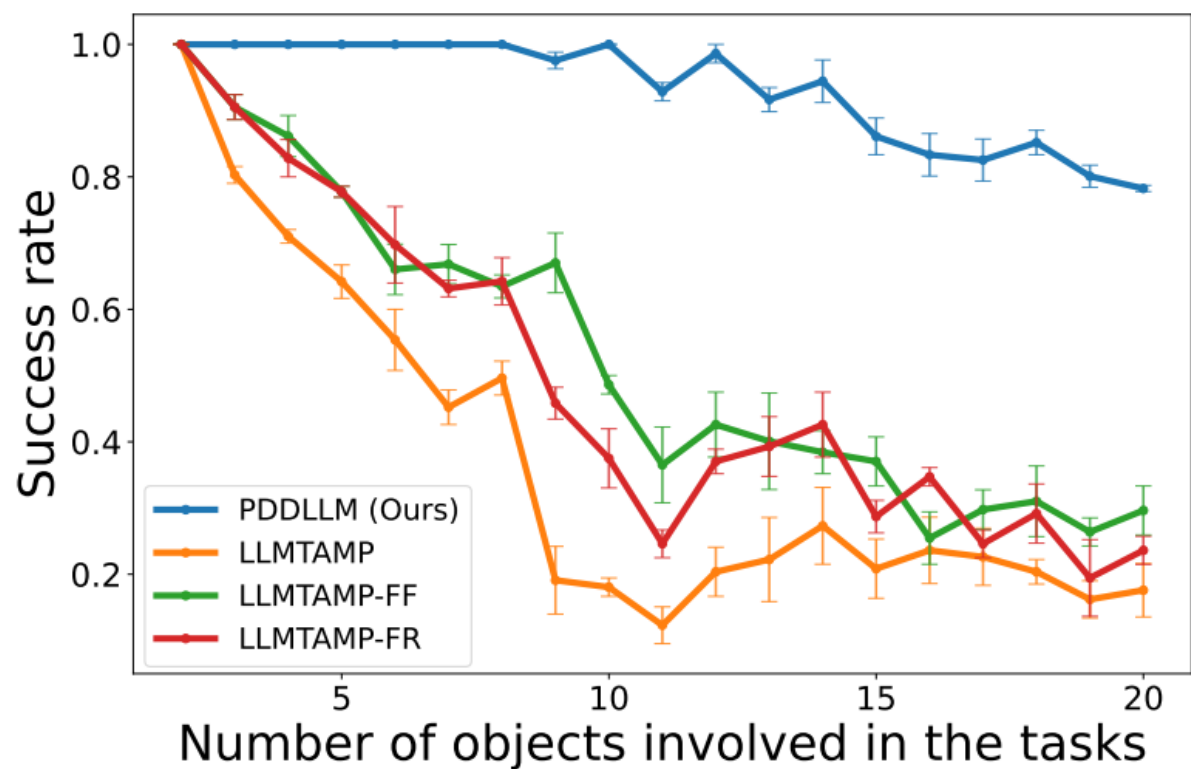 Success rate
1.0
0.8
0.6
0.4
0.2
PDDLLM (Ours)
LLMTAMP
LLMTAMP-FF
LLMTAMP-FR
5
10
15
20
Number of objects involved in the tasks